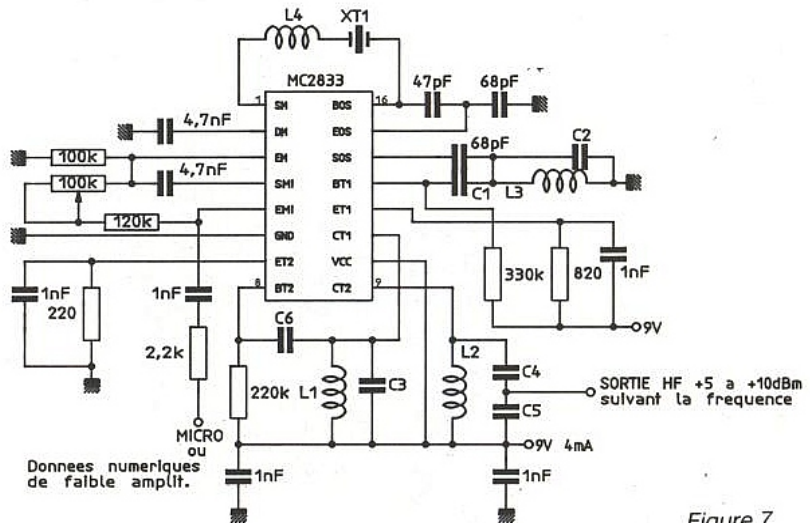 L4
XT1
MC2833
47pF
68pF
1
SM
BOS
16
4,7nF
DM
EOS
68pF
C2
100k
EM
SOS
4,7nF
100k
SMI
BT1
C1
L3
120k
EMI
ET1
GND
CT1
ET2
VCC
330k
820
1nF
1nF
220
1nF
8
BT2
CT2
9
9V
C6
L2
2,2k
C4
SORTIE HF +5 a +10dBm
suivant la frequence
220k
L1
C3
C5
MICRO
ou
9V 4mA
Donnees numeriques
de faible amplit.
1nF
1nF
Figure 7